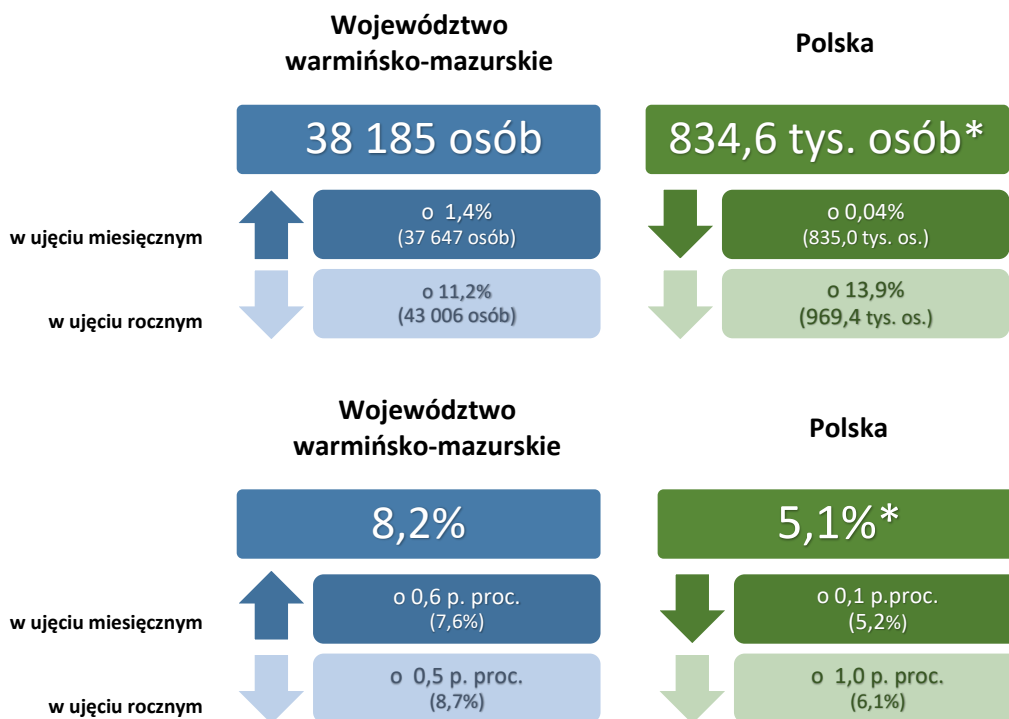 Województwo
warmińsko-mazurskie
Polska
38 185 osób
834,6 tys. osób*
w ujęciu miesięcznym
o 1,4%
(37 647 osób)
o 0,04%
(835,0 tys. os.)
w ujęciu rocznym
o 11,2%
(43 006 osób)
o 13,9%
(969,4 tys. os.)
Województwo
warmińsko-mazurskie
Polska
8,2%
5,1%*
w ujęciu miesięcznym
o 0,6 p. proc.
(7,6%)
o 0,1 p.proc.
(5,2%)
w ujęciu rocznym
o 0,5 p. proc.
(8,7%)
o 1,0 p. proc.
(6,1%)